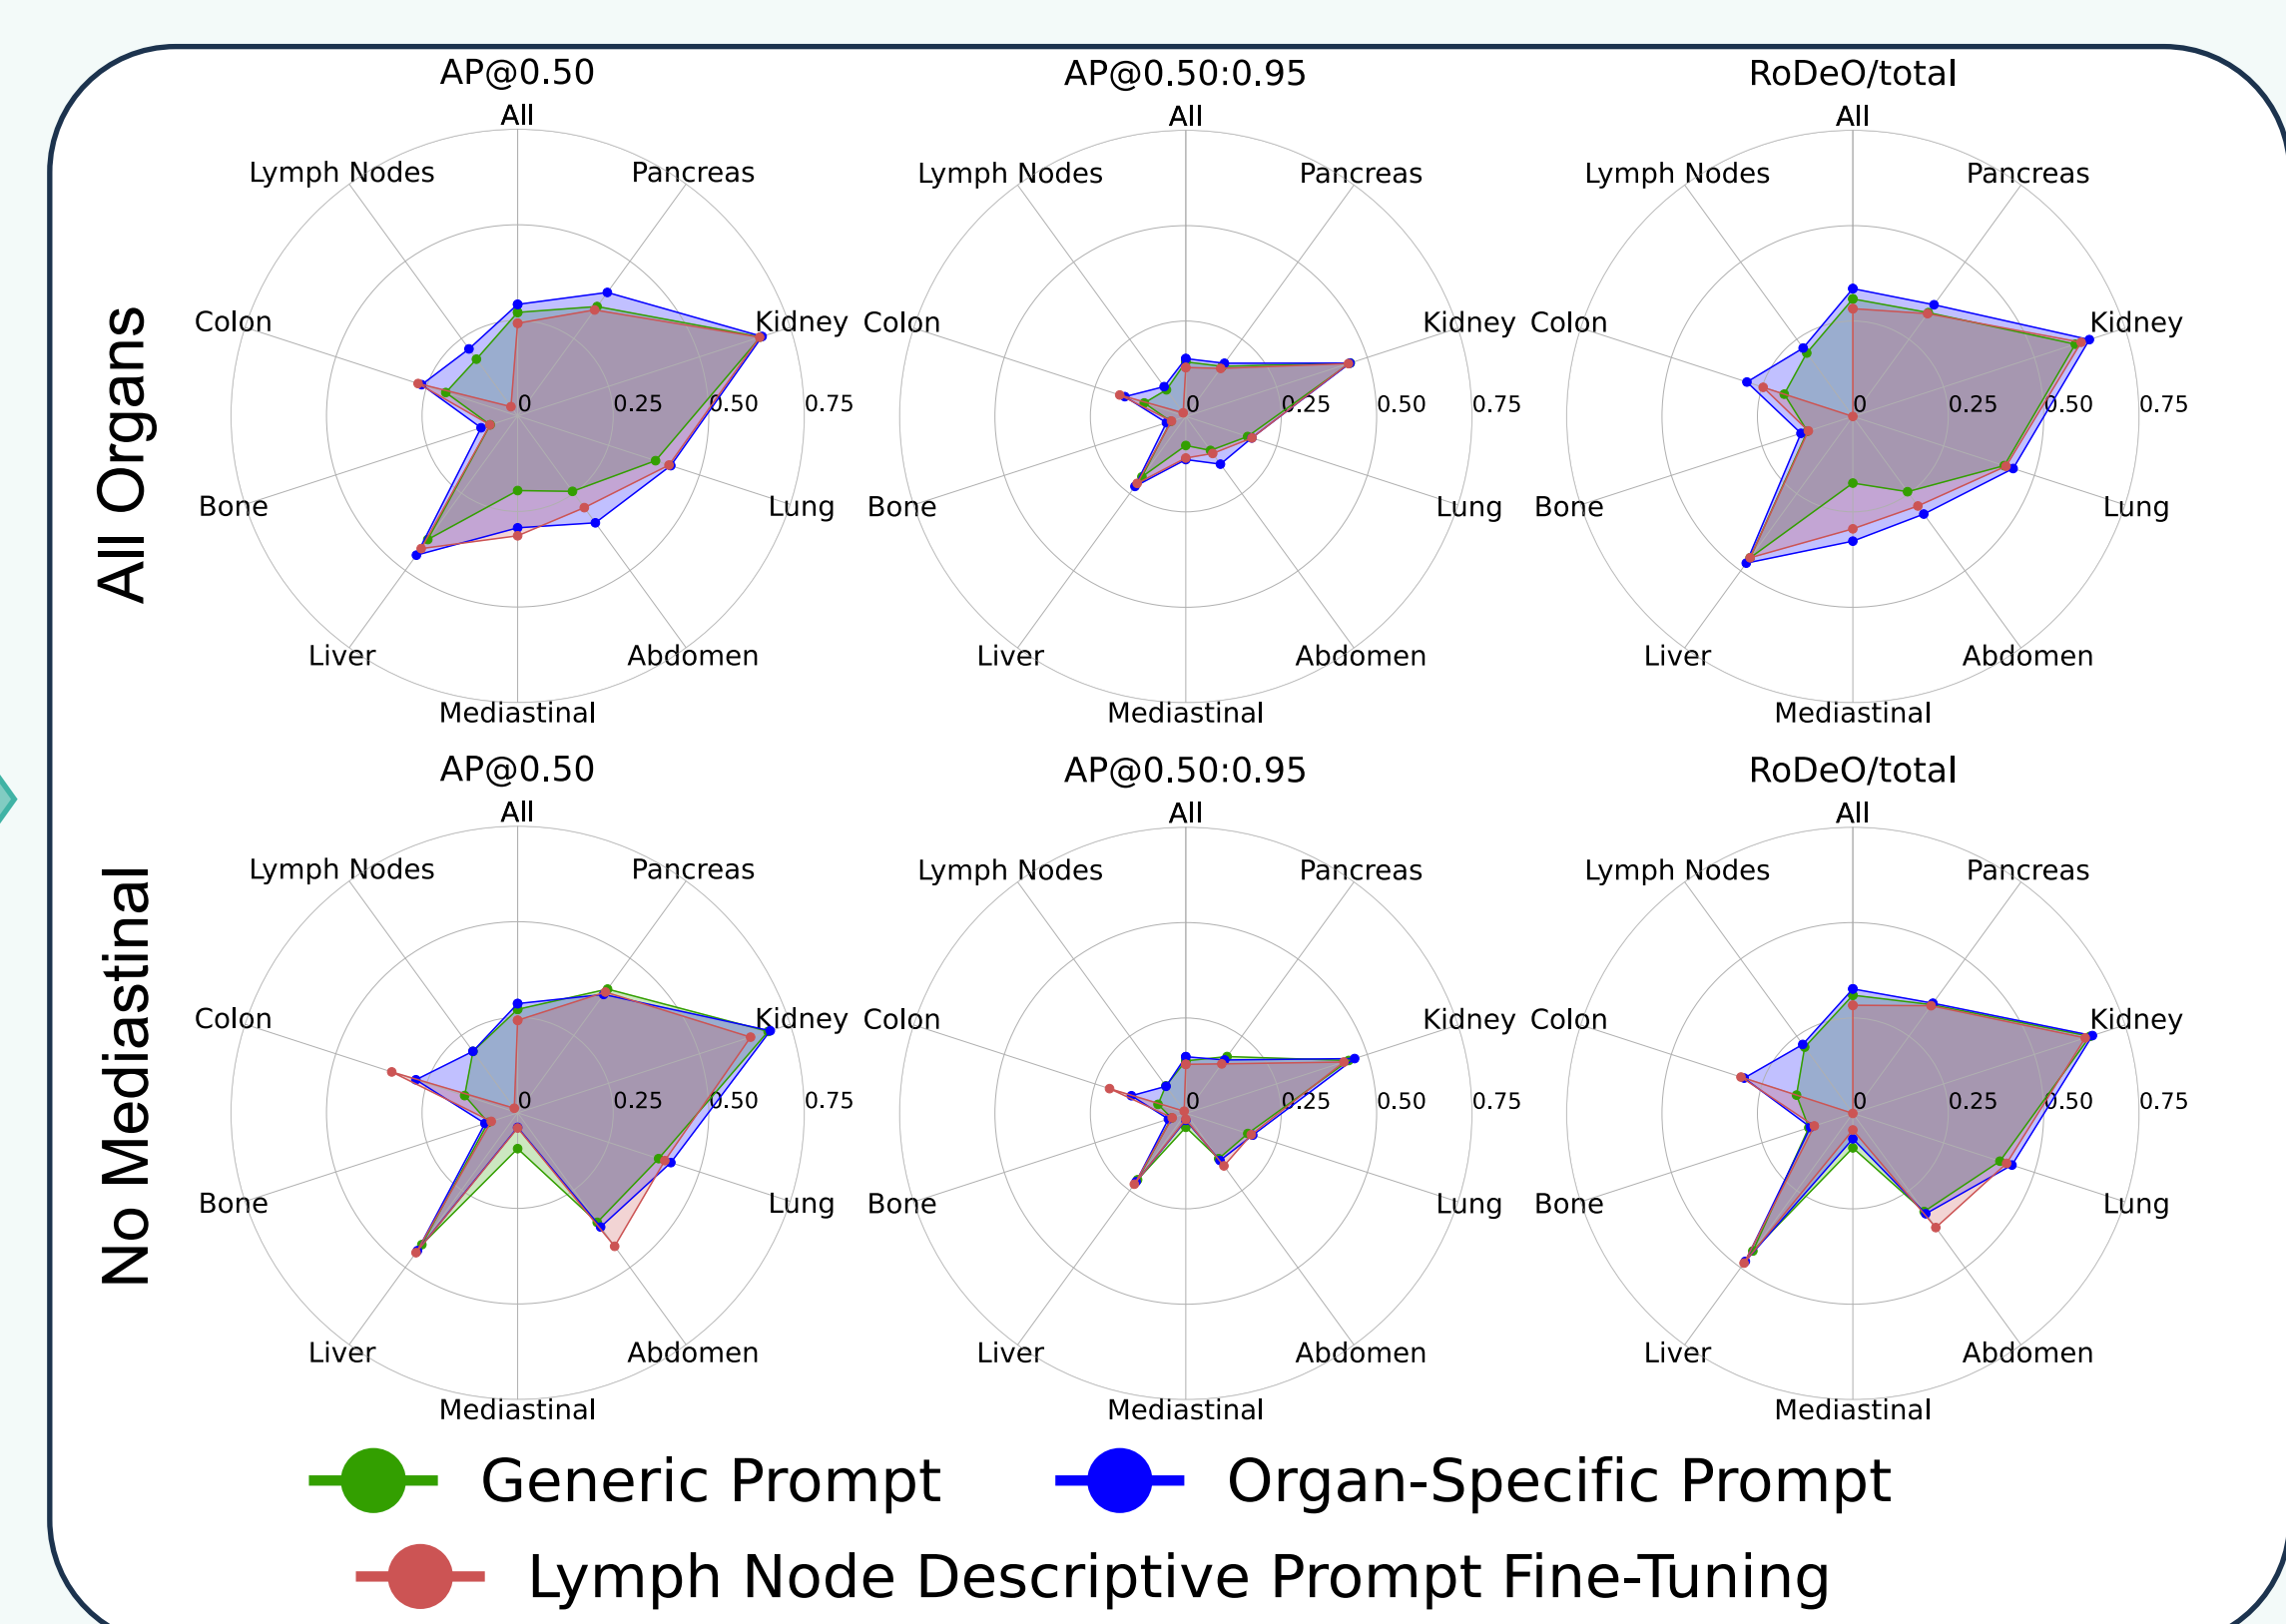 AP@0.50 AP@0.50:0.95 RoDeO/total
All All All
Lymph Nodes Pancreas Lymph Nodes Pancreas Lymph Nodes Pancreas
Colon Kidney Colon Kidney Colon Kidney
0 0.25 0.50 0.75 0 0.25 0.50 0.75 0 0.25 0.50 0.75
All Organs
Bone Lung Bone Lung Bone Lung
Liver Abdomen Liver Abdomen Liver Abdomen
Mediastinal Mediastinal Mediastinal
AP@0.50 AP@0.50:0.95 RoDeO/total
All All All
Lymph Nodes Pancreas Lymph Nodes Pancreas Lymph Nodes Pancreas
Colon Kidney Colon Kidney Colon Kidney
0 0.25 0.50 0.75 0 0.25 0.50 0.75 0 0.25 0.50 0.75
No Mediastinal
Bone Lung Bone Lung Bone Lung
Liver Abdomen Liver Abdomen Liver Abdomen
Mediastinal Mediastinal Mediastinal
Generic Prompt Organ-Specific Prompt
Lymph Node Descriptive Prompt Fine-Tuning